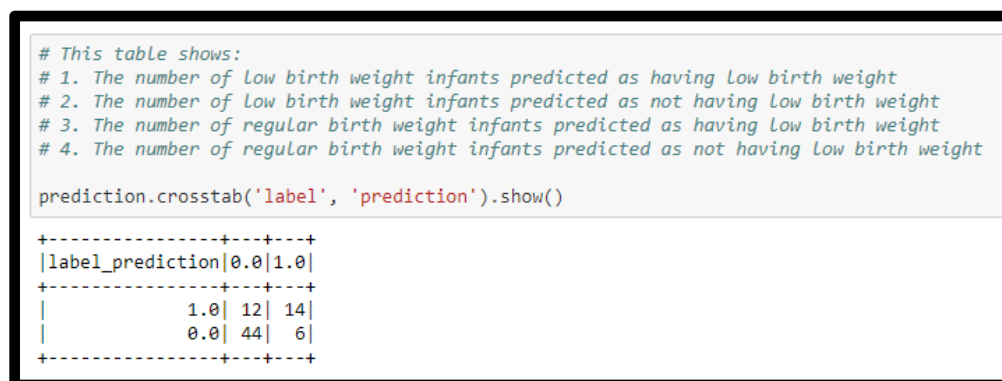 # This table shows:
# 1. The number of low birth weight infants predicted as having low birth weight
# 2. The number of low birth weight infants predicted as not having low birth weight
# 3. The number of regular birth weight infants predicted as having low birth weight
# 4. The number of regular birth weight infants predicted as not having low birth weight
prediction.crosstab('label', 'prediction').show()
+----------------+---+---+
|label_prediction|0.0|1.0|
+----------------+---+---+
|             1.0| 12| 14|
|             0.0| 44|  6|
+----------------+---+---+